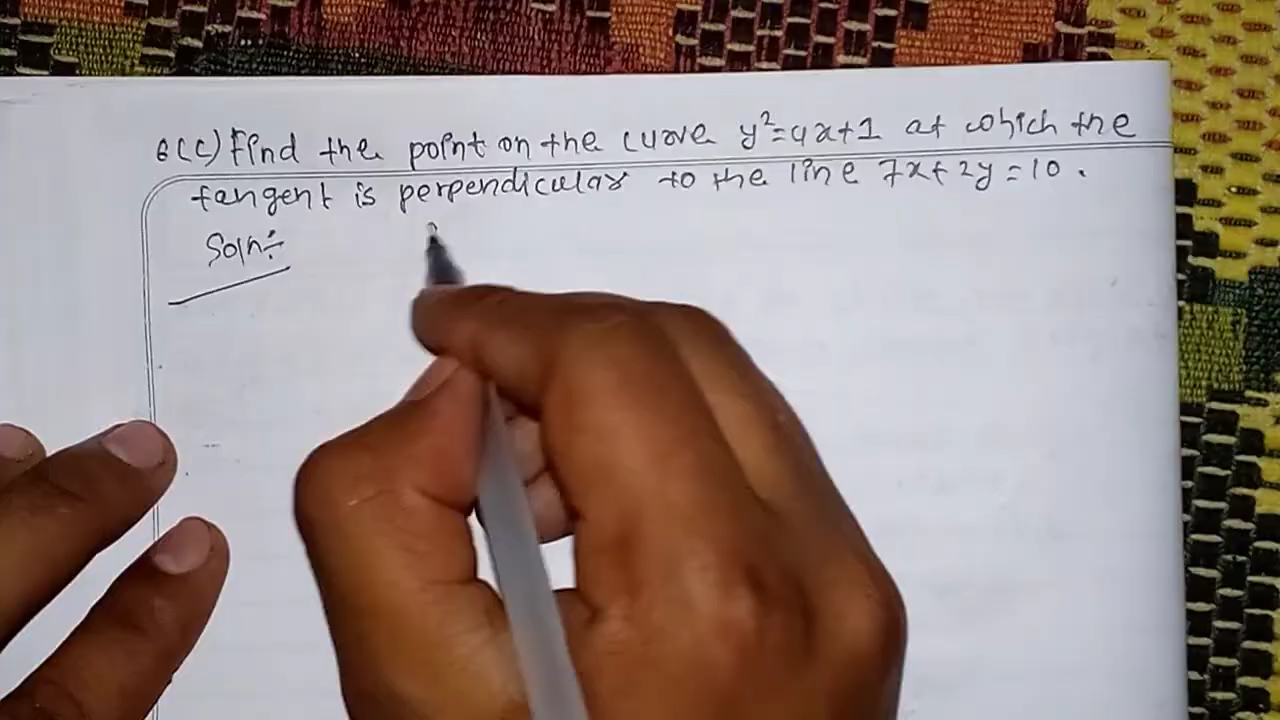 6(c) Find the point on the curve y²=4x+1 at which the
tangent is perpendicular to the line 7x+2y=10.
Soln: